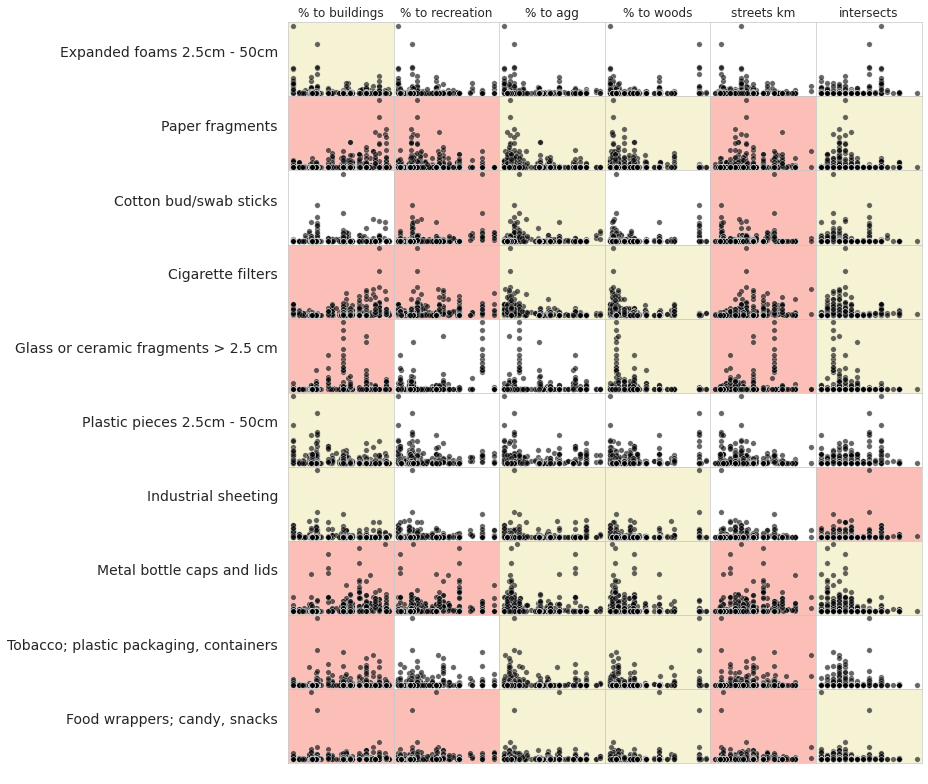 % to buildings % to recreation % to agg % to woods streets km intersects
Expanded foams 2.5cm - 50cm
Paper fragments
Cotton bud/swab sticks
Cigarette filters
Glass or ceramic fragments > 2.5 cm
Plastic pieces 2.5cm - 50cm
Industrial sheeting
Metal bottle caps and lids
Tobacco; plastic packaging, containers
Food wrappers; candy, snacks